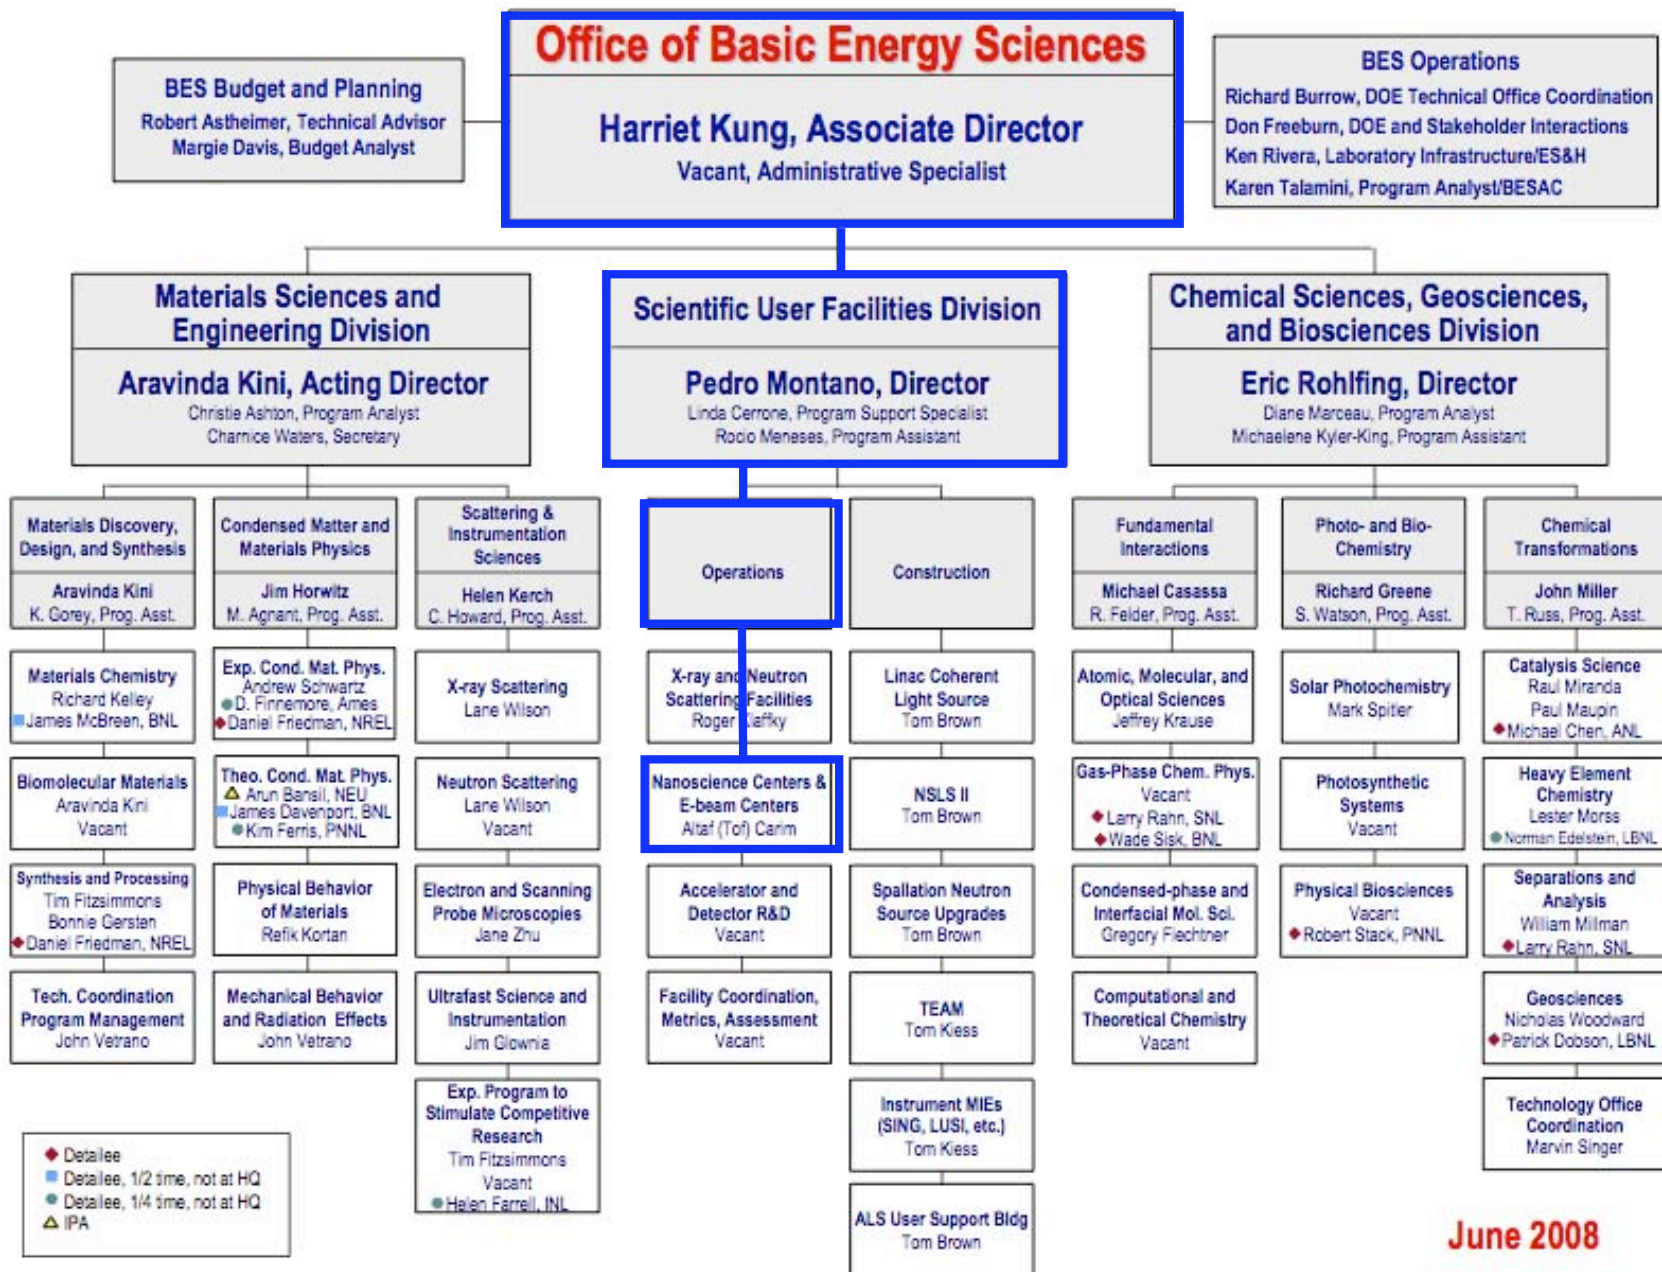 Office of Basic Energy Sciences
Harriet Kung, Associate Director
Vacant, Administrative Specialist
BES Budget and Planning
Robert Astheimer, Technical Advisor
Margie Davis, Budget Analyst
BES Operations
Richard Burrow, DOE Technical Office Coordination
Don Freeburn, DOE and Stakeholder Interactions
Ken Rivera, Laboratory Infrastructure/ES&H
Karen Talamini, Program Analyst/BESAC
Materials Sciences and
Engineering Division
Aravinda Kini, Acting Director
Christie Ashton, Program Analyst
Charnice Waters, Secretary
Scientific User Facilities Division
Pedro Montano, Director
Linda Cerrone, Program Support Specialist
Rocio Meneses, Program Assistant
Chemical Sciences, Geosciences,
and Biosciences Division
Eric Rohlfing, Director
Diane Marceau, Program Analyst
Michaelene Kyler-King, Program Assistant
Materials Discovery,
Design, and Synthesis
Aravinda Kini
K. Gorey, Prog. Asst.
Materials Chemistry
Richard Kelley
James McBreen, BNL
Biomolecular Materials
Aravinda Kini
Vacant
Synthesis and Processing
Tim Fitzsimmons
Bonnie Gersten
Daniel Friedman, NREL
Tech. Coordination
Program Management
John Vetrano
Condensed Matter and
Materials Physics
Jim Horwitz
M. Agnant, Prog. Asst.
Exp. Cond. Mat. Phys.
Andrew Schwartz
D. Finnemore, Ames
Daniel Friedman, NREL
Theo. Cond. Mat. Phys.
Arun Bansil, NEU
James Davenport, BNL
Kim Ferris, PNNL
Physical Behavior
of Materials
Refik Kortan
Mechanical Behavior
and Radiation Effects
John Vetrano
Scattering &
Instrumentation
Sciences
Helen Kerch
C. Howard, Prog. Asst.
X-ray Scattering
Lane Wilson
Neutron Scattering
Lane Wilson
Vacant
Electron and Scanning
Probe Microscopies
Jane Zhu
Ultrafast Science and
Instrumentation
Jim Glownia
Exp. Program to
Stimulate Competitive
Research
Tim Fitzsimmons
Vacant
Helen Farrell, INL
Operations
X-ray and Neutron
Scattering Facilities
Roger Klaffky
Nanoscience Centers &
E-beam Centers
Altaf (Tof) Carim
Accelerator and
Detector R&D
Vacant
Facility Coordination,
Metrics, Assessment
Vacant
Construction
Linac Coherent
Light Source
Tom Brown
NSLS II
Tom Brown
Spallation Neutron
Source Upgrades
Tom Brown
TEAM
Tom Kiess
Instrument MIEs
(SING, LUSI, etc.)
Tom Kiess
ALS User Support Bldg
Tom Brown
Fundamental
Interactions
Michael Casassa
R. Felder, Prog. Asst.
Atomic, Molecular, and
Optical Sciences
Jeffrey Krause
Gas-Phase Chem. Phys.
Vacant
Larry Rahn, SNL
Wade Sisk, BNL
Condensed-phase and
Interfacial Mol. Sci.
Gregory Fiechtner
Computational and
Theoretical Chemistry
Vacant
Photo- and Bio-
Chemistry
Richard Greene
S. Watson, Prog. Asst.
Solar Photochemistry
Mark Spitler
Photosynthetic
Systems
Vacant
Physical Biosciences
Vacant
Robert Stack, PNNL
Chemical
Transformations
John Miller
T. Russ, Prog. Asst.
Catalysis Science
Raul Miranda
Paul Maupin
Michael Chen, ANL
Heavy Element
Chemistry
Lester Morss
Norman Edelstein, LBNL
Separations and
Analysis
William Millman
Larry Rahn, SNL
Geosciences
Nicholas Woodward
Patrick Dobson, LBNL
Technology Office
Coordination
Marvin Singer
Detailee
Detailee, 1/2 time, not at HQ
Detailee, 1/4 time, not at HQ
IPA
June 2008